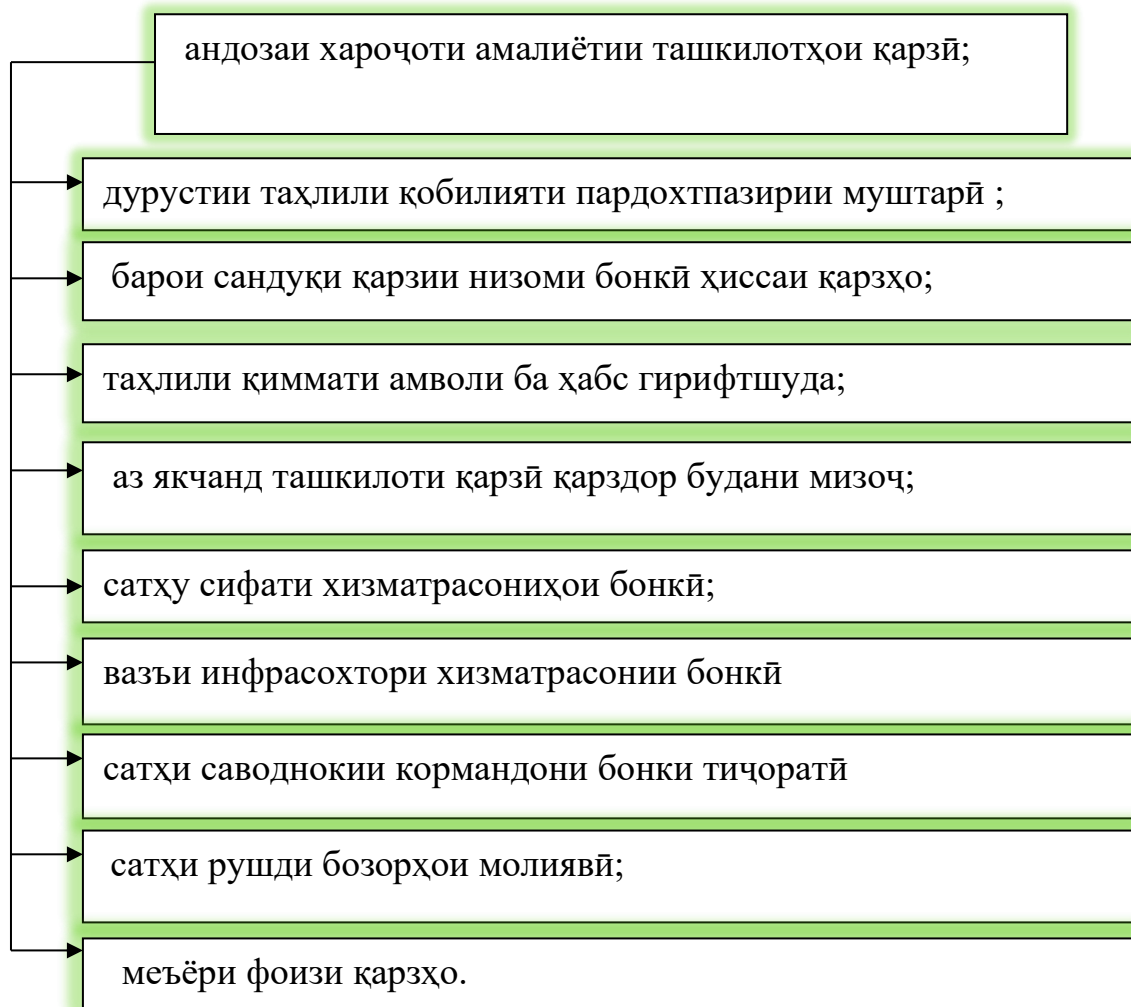 андозаи хароҷоти амалиётии ташкилотҳои қарзӣ;
дурустии таҳлили қобилияти пардохтпазирии муштарӣ ;
барои сандуқи қарзии низоми бонкӣ ҳиссаи қарзҳо;
таҳлили қиммати амволи ба ҳабс гирифтшуда;
аз якчанд ташкилоти қарзӣ қарздор будани мизоҷ;
сатҳу сифати хизматрасониҳои бонкӣ;
вазъи инфрасохтори хизматрасонии бонкӣ
сатҳи саводнокии кормандони бонки тиҷоратӣ
сатҳи рушди бозорҳои молиявӣ;
меъёри фоизи қарзҳо.